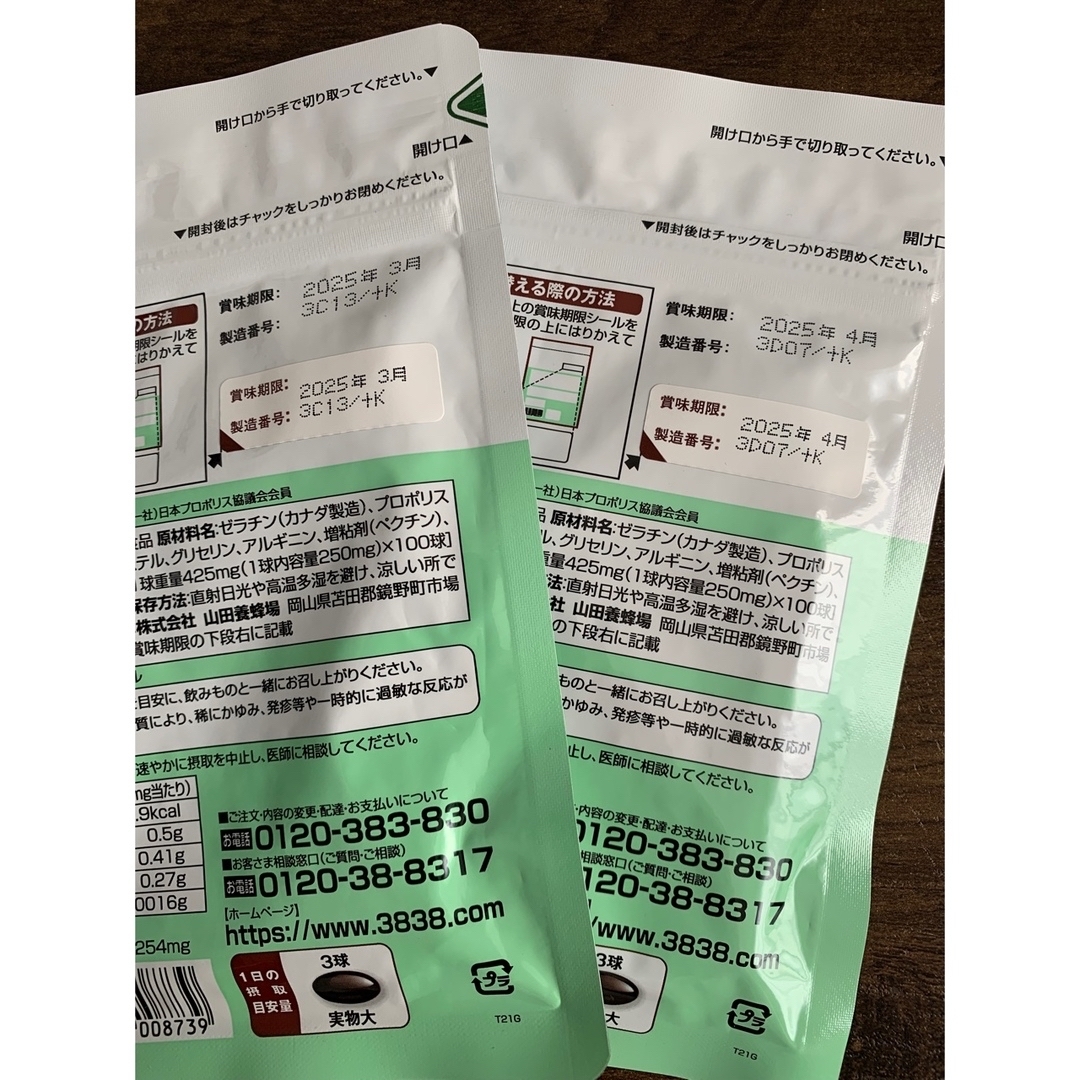 開け口から手で切り取ってください。▼
開け口▲
▼開封後はチャックをしっかりお閉めください。
の方法
期限シールを
にはりかえて
賞味期限: 2025年 3月
製造番号: 3C13/+K
賞味期限: 2025年 3月
製造番号: 3C13/+K
一社)日本プロポリス協議会会員
品 原材料名:ゼラチン(カナダ製造)、プロポリス
テル、グリセリン、アルギニン、増粘剤(ペクチン)、
球重量425mg(1球内容量250mg)×100球]
保存方法:直射日光や高温多湿を避け、涼しい所で
株式会社 山田養蜂場 岡山県苫田郡鏡野町市場
賞味期限の下段右に記載
目安に、飲みものと一緒にお召し上がりください。
質により、稀にかゆみ、発疹等や一時的に過敏な反応が
速やかに摂取を中止し、医師に相談してください。
mg当たり)
.9kcal
0.5g
0.41g
0.27g
0016g
254mg
■ご注文・内容の変更・配達・お支払いについて
お電話 0120-383-830
■お客さま相談窓口(ご質問・ご相談)
お電話 0120-38-8317
【ホームページ】
https://www.3838.com
1日の
摂取
目安量
3球
実物大
プラ
T21G
008739
開け口から手で切り取ってください。▼
開け口
▼開封後はチャックをしっかりお閉めください。
替える際の方法
上の賞味期限シールを
限の上にはりかえて
賞味期限: 2025年 4月
製造番号: 3D07/+K
賞味期限: 2025年 4月
製造番号: 3D07/+K
一社)日本プロポリス協議会会員
品 原材料名:ゼラチン(カナダ製造)、プロポリス
ル、グリセリン、アルギニン、増粘剤(ペクチン)、
重量425mg(1球内容量250mg)×100球]
法:直射日光や高温多湿を避け、涼しい所で
社 山田養蜂場 岡山県苫田郡鏡野町市場
の下段右に記載
ものと一緒にお召し上がりください。
かゆみ、発疹等や一時的に過敏な反応が
を中止し、医師に相談してください。
の変更・配達・お支払いについて
0120-383-830
相談窓口(ご質問・ご相談)
120-38-8317
/www.3838.com
3球
大
プラ
T21G